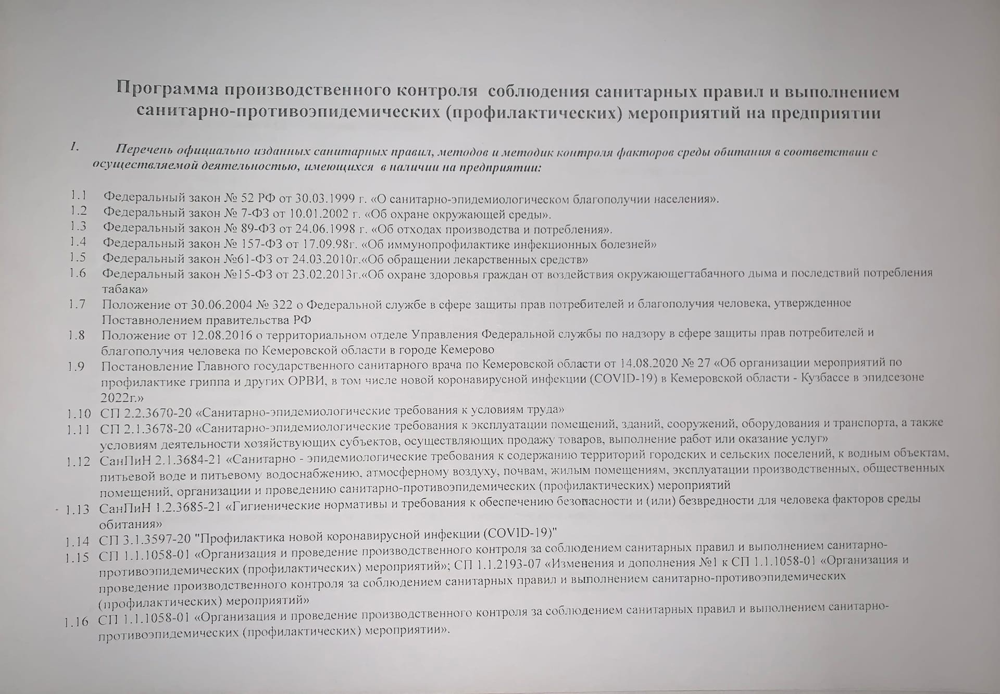 Программа производственного контроля соблюдения санитарных правил и выполнением
санитарно-противоэпидемических (профилактических) мероприятий на предприятии
1. Перечень официально изданных санитарных правил, методов и методик контроля факторов среды обитания в соответствии с
осуществляемой деятельностью, имеющихся в наличии на предприятии:
1.1 Федеральный закон № 52 РФ от 30.03.1999 г. «О санитарно-эпидемиологическом благополучии населения».
1.2 Федеральный закон № 7-ФЗ от 10.01.2002 г. «Об охране окружающей среды».
1.3 Федеральный закон № 89-ФЗ от 24.06.1998 г. «Об отходах производства и потребления».
1.4 Федеральный закон № 157-ФЗ от 17.09.98г. «Об иммунопрофилактике инфекционных болезней»
1.5 Федеральный закон №61-ФЗ от 24.03.2010г.«Об обращении лекарственных средств»
1.6 Федеральный закон №15-ФЗ от 23.02.2013г.«Об охране здоровья граждан от воздействия окружающегтабачного дыма и последствий потребления
табака»
1.7 Положение от 30.06.2004 № 322 о Федеральной службе в сфере защиты прав потребителей и благополучия человека, утвержденное
Поставнолением правительства РФ
1.8 Положение от 12.08.2016 о территориальном отделе Управления Федеральной службы по надзору в сфере защиты прав потребителей и
благополучия человека по Кемеровской области в городе Кемерово
1.9 Постановление Главного государственного санитарного врача по Кемеровской области от 14.08.2020 № 27 «Об организации мероприятий по
профилактике гриппа и других ОРВИ, в том числе новой коронавирусной инфекции (COVID-19) в Кемеровской области - Кузбассе в эпидсезоне
2022г.»
1.10 СП 2.2.3670-20 «Санитарно-эпидемиологические требования к условиям труда»
1.11 СП 2.1.3678-20 «Санитарно-эпидемиологические требования к эксплуатации помещений, зданий, сооружений, оборудования и транспорта, а также
условиям деятельности хозяйствующих субъектов, осуществляющих продажу товаров, выполнение работ или оказание услуг»
1.12 СанПиН 2.1.3684-21 «Санитарно - эпидемиологические требования к содержанию территорий городских и сельских поселений, к водным объектам,
питьевой воде и питьевому водоснабжению, атмосферному воздуху, почвам, жилым помещениям, эксплуатации производственных, общественных
помещений, организации и проведению санитарно-противоэпидемических (профилактических) мероприятий
1.13 СанПиН 1.2.3685-21 «Гигиенические нормативы и требования к обеспечению безопасности и (или) безвредности для человека факторов среды
обитания»
1.14 СП 3.1.3597-20 "Профилактика новой коронавирусной инфекции (COVID-19)"
1.15 СП 1.1.1058-01 «Организация и проведение производственного контроля за соблюдением санитарных правил и выполнением санитарно-
противоэпидемических (профилактических) мероприятий»; СП 1.1.2193-07 «Изменения и дополнения №1 к СП 1.1.1058-01 «Организация и
проведение производственного контроля за соблюдением санитарных правил и выполнением санитарно-противоэпидемических
(профилактических) мероприятий»
1.16 СП 1.1.1058-01 «Организация и проведение производственного контроля за соблюдением санитарных правил и выполнением санитарно-
противоэпидемических (профилактических) мероприятии».